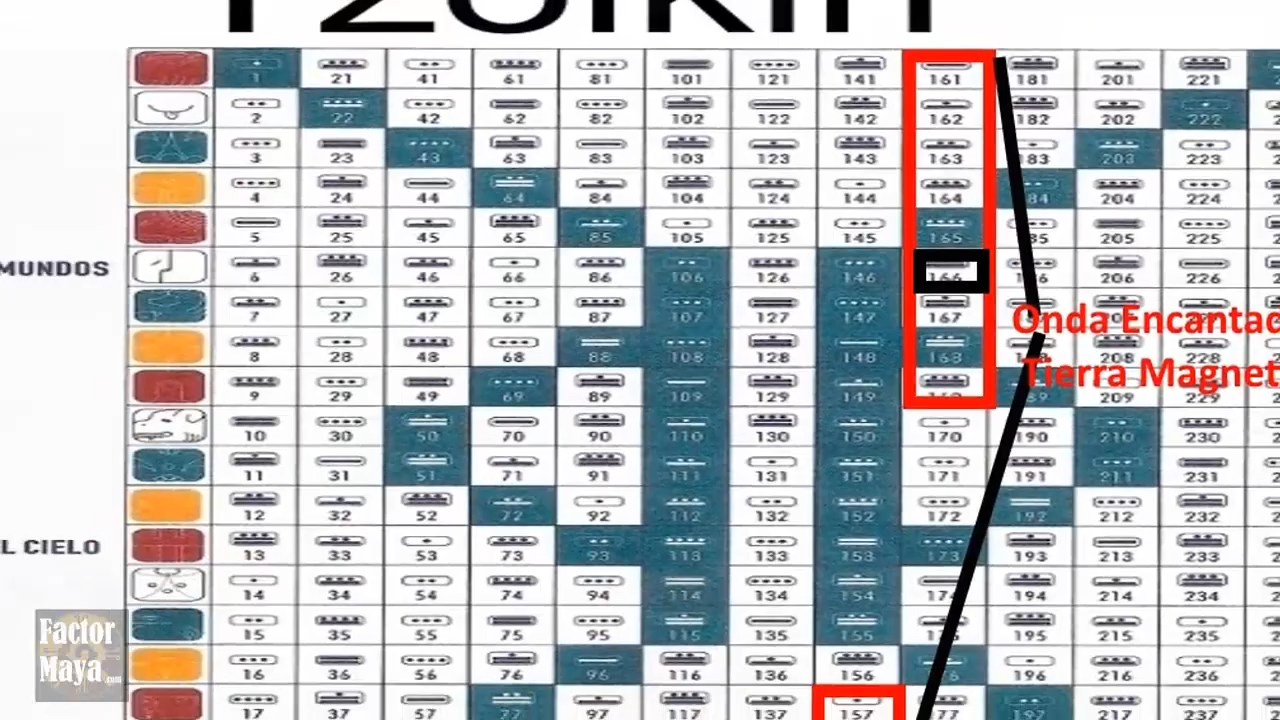 TZOLKIN
1 21 41 61 81 101 121 141 161 181 201 221
2 22 42 62 82 102 122 142 162 182 202 222
3 23 43 63 83 103 123 143 163 83 203 223
4 24 44 64 84 104 124 144 164 84 204 224
5 25 45 65 85 105 125 145 165 205 225
MUNDOS 6 26 46 66 86 106 126 146 166 206 226
7 27 47 67 87 107 127 147 167
Onda Encantad
8 28 48 68 88 108 128 148 168 208 228
Tierra Magnet
9 29 49 69 89 109 129 149 209 229
10 30 50 70 90 110 130 150 170 190 210 230
11 31 51 71 91 111 131 151 171 191 211 231
12 32 52 72 92 112 132 152 172 192 212 232
L CIELO 13 33 53 73 93 113 133 153 173 193 213 233
14 34 54 74 94 114 134 154 194 214 234
15 35 55 75 95 115 135 155 195 215 235
16 36 56 76 96 116 136 156 196 216 236
17 37 57 77 97 117 137 157 77 197 217 237
Factor
Maya.com